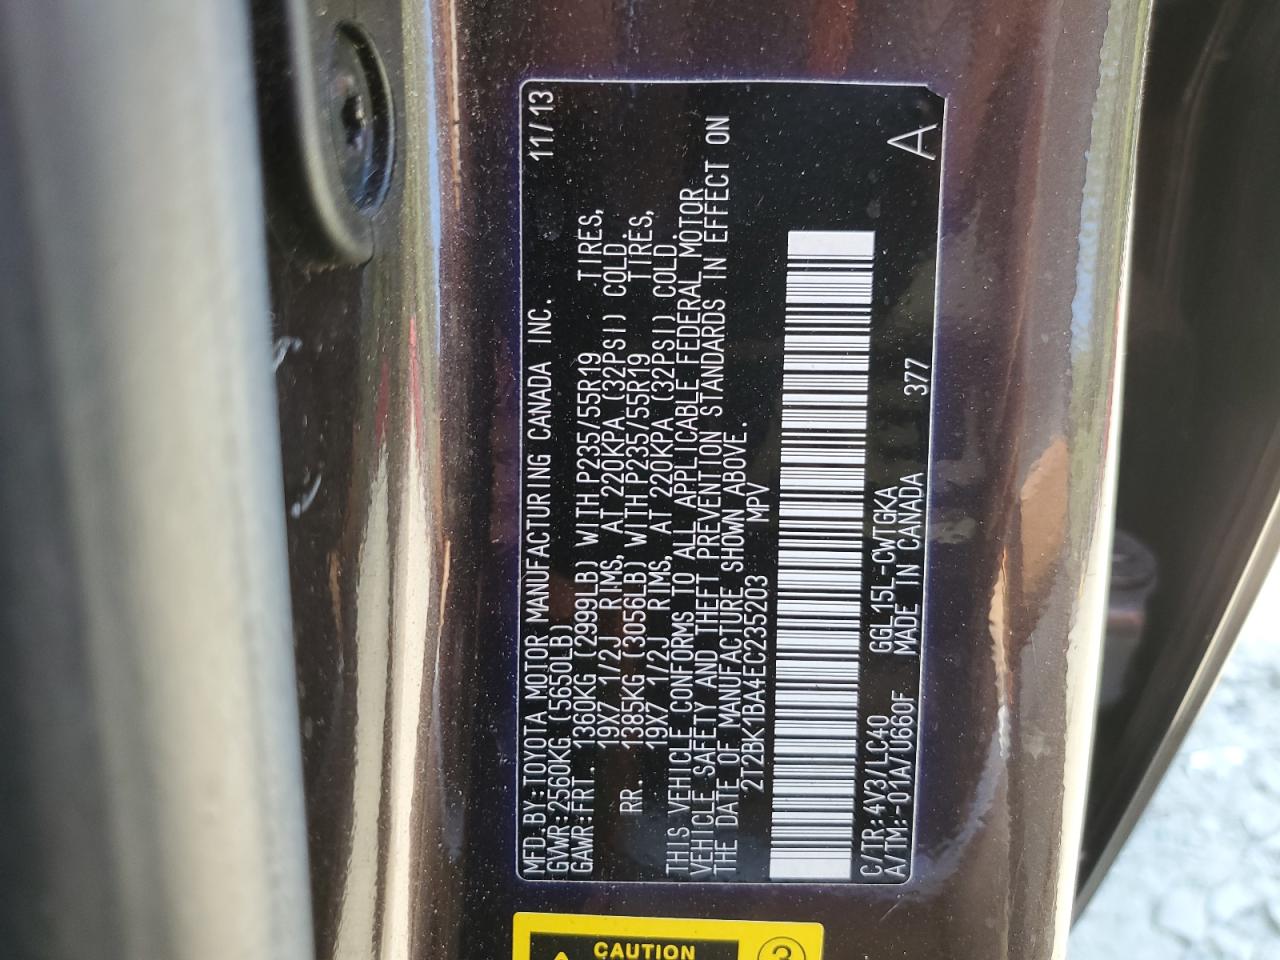 MFD.BY:TOYOTA MOTOR MANUFACTURING CANADA INC. 11/13
GVWR:2560KG (5650LB)
GAWR:FRT. 1360KG (2999LB) WITH P235/55R19 TIRES,
19X7 1/2J RIMS, AT 220KPA (32PSI) COLD.
RR. 1385KG (3056LB) WITH P235/55R19 TIRES,
19X7 1/2J RIMS, AT 220KPA (32PSI) COLD.
THIS VEHICLE CONFORMS TO ALL APPLICABLE FEDERAL MOTOR
VEHICLE SAFETY AND THEFT PREVENTION STANDARDS IN EFFECT ON
THE DATE OF MANUFACTURE SHOWN ABOVE.
2T2BK1BA4EC235203 MPV
C/TR:4V3/LC40 GGL15L-CWTGKA
A/TM:-01A/U660F MADE IN CANADA 377
A
CAUTION
3